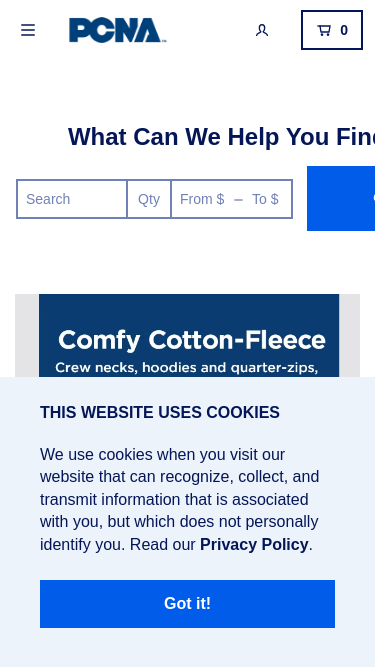 PCNA
0
What Can We Help You Find
Search
Qty
From $ – To $
Comfy Cotton-Fleece
Crew necks, hoodies and quarter-zips,
THIS WEBSITE USES COOKIES
We use cookies when you visit our
website that can recognize, collect, and
transmit information that is associated
with you, but which does not personally
identify you. Read our Privacy Policy.
Got it!